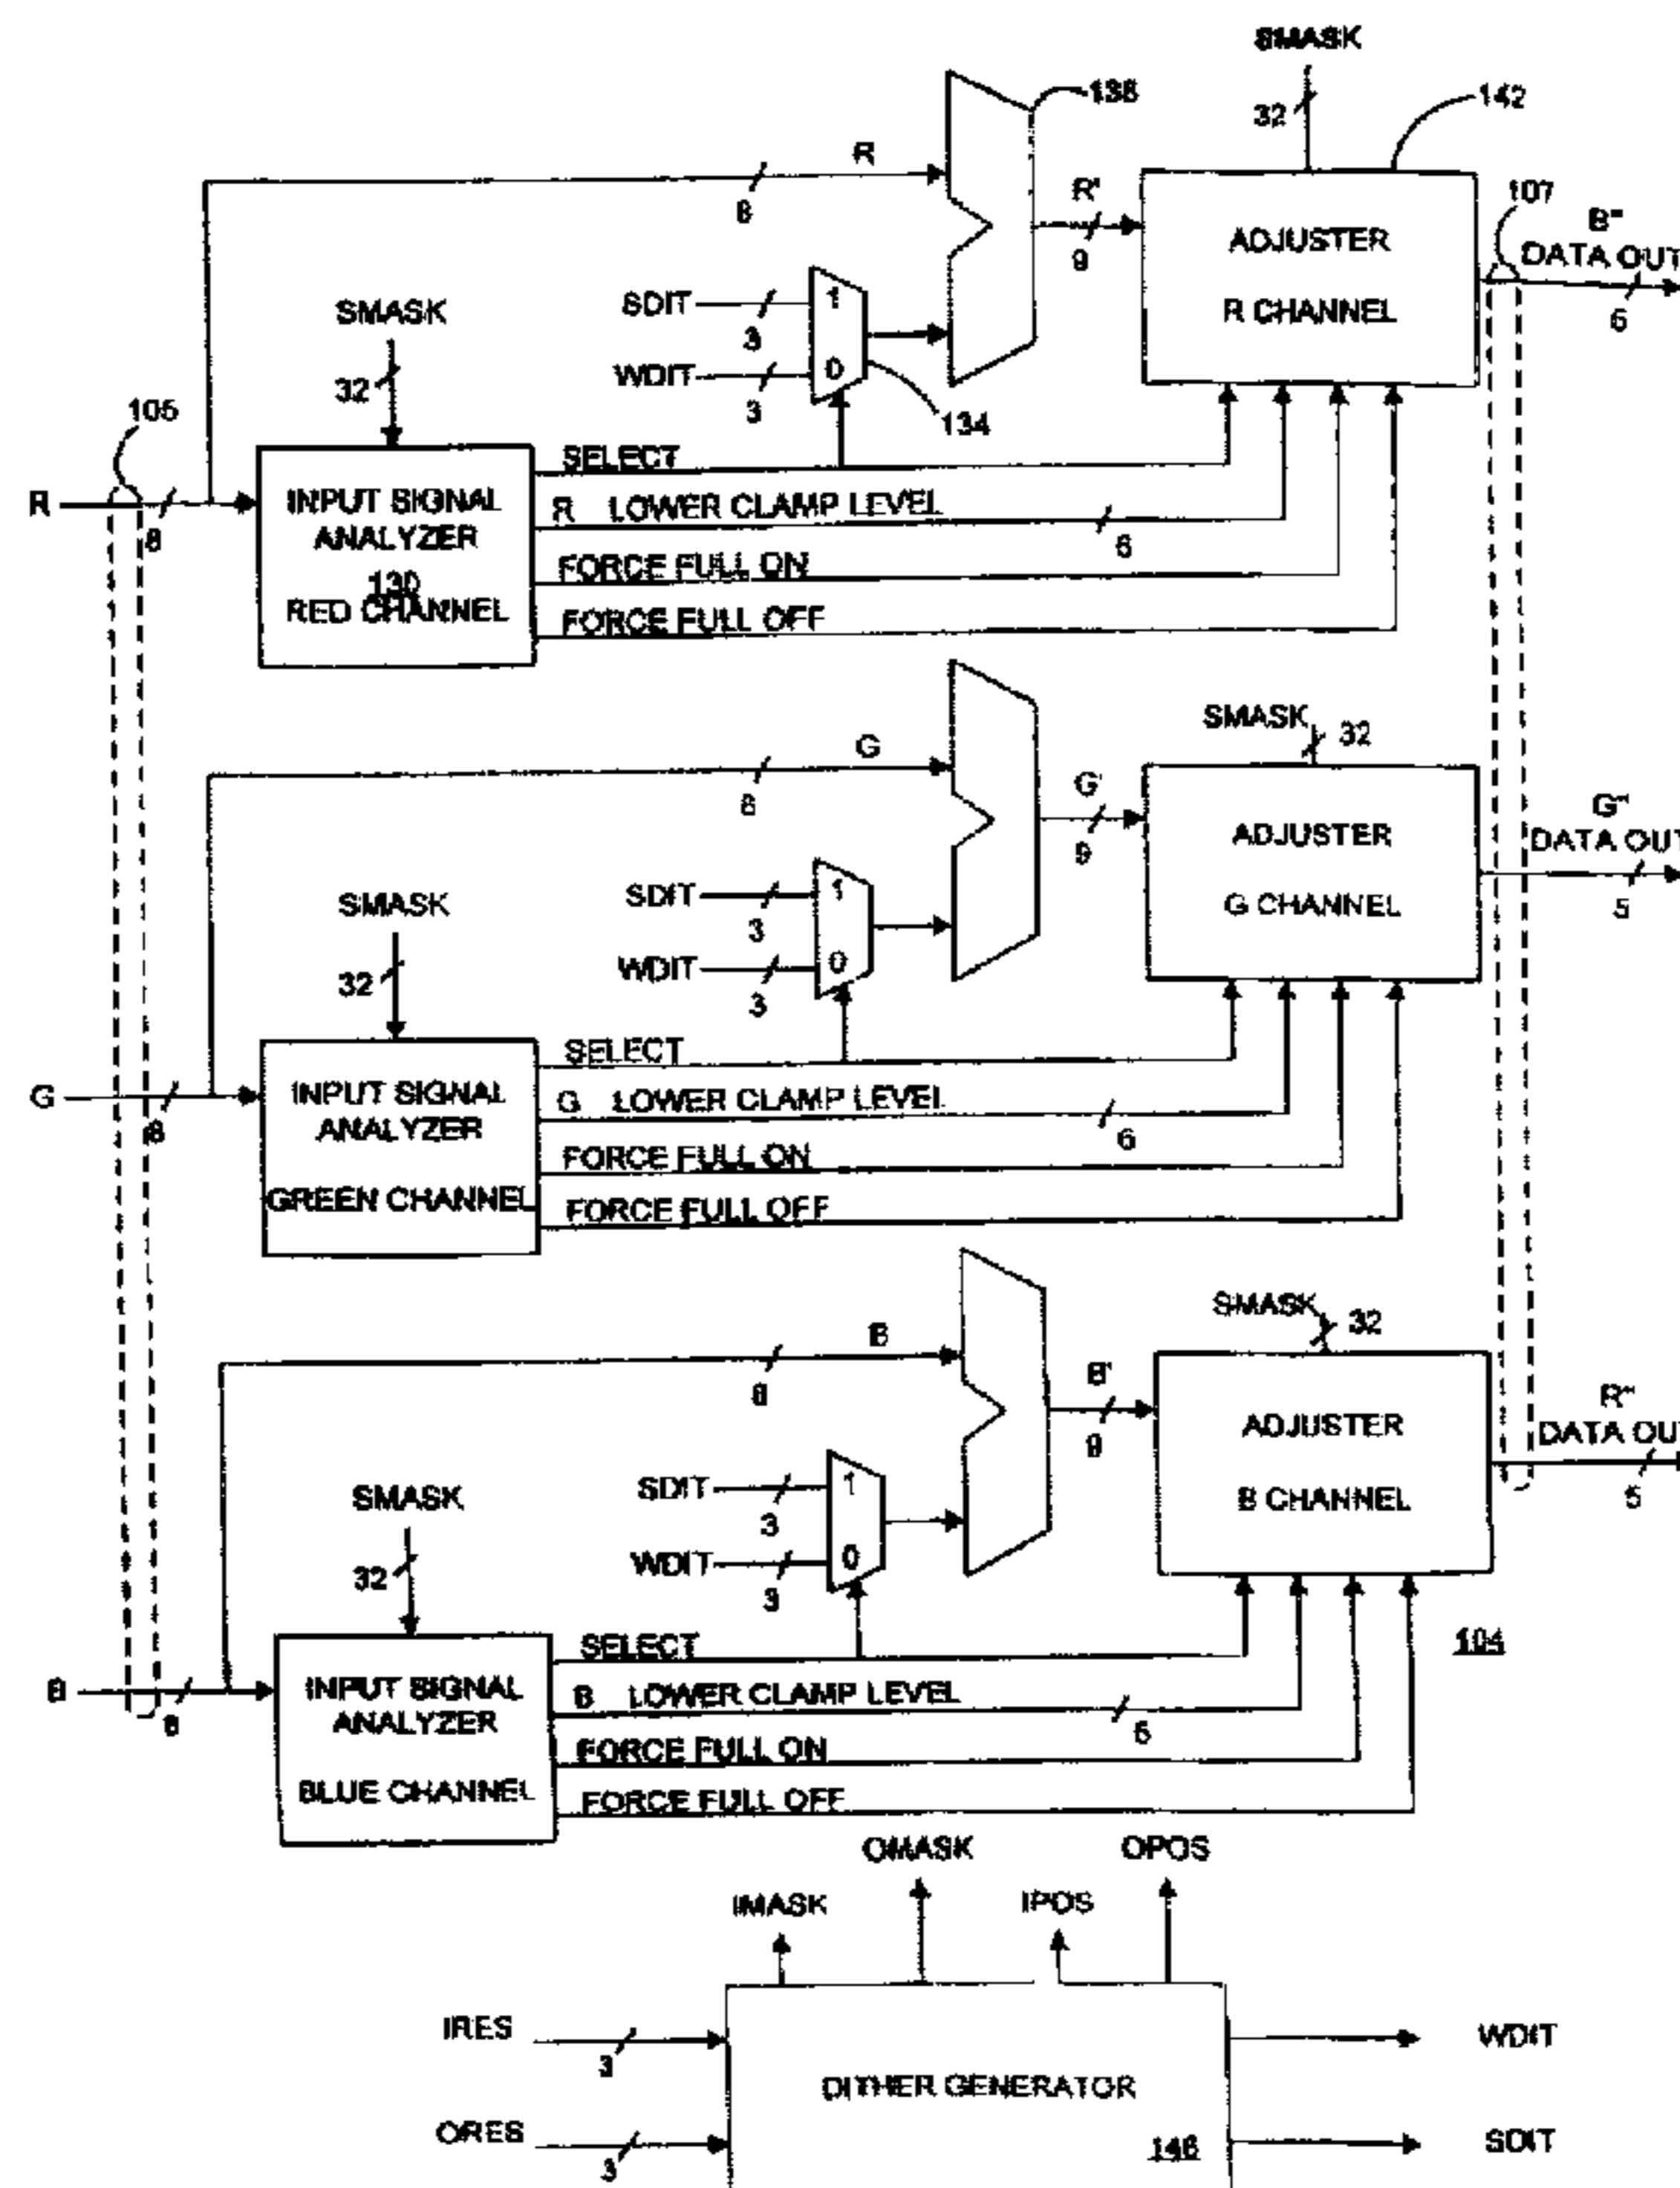 SMASK
138
32
142
R
8
R'
9
107
B"
DATA OUT
6
ADJUSTER
R CHANNEL
SMASK
32
SDIT
3
1
WDIT
3
0
134
105
R
8
INPUT SIGNAL
ANALYZER
130
RED CHANNEL
SELECT
R LOWER CLAMP LEVEL
6
FORCE FULL ON
FORCE FULL OFF
SMASK
32
G
8
G'
9
ADJUSTER
G CHANNEL
G"
DATA OUT
5
SMASK
32
SDIT
3
1
WDIT
3
0
G
8
INPUT SIGNAL
ANALYZER
GREEN CHANNEL
SELECT
G LOWER CLAMP LEVEL
6
FORCE FULL ON
FORCE FULL OFF
SMASK
32
B
8
B'
9
ADJUSTER
B CHANNEL
R"
DATA OUT
5
SMASK
32
SDIT
3
1
WDIT
3
0
104
B
8
INPUT SIGNAL
ANALYZER
BLUE CHANNEL
SELECT
B LOWER CLAMP LEVEL
6
FORCE FULL ON
FORCE FULL OFF
OMASK
OPOS
IMASK
IPOS
IRES
3
WDIT
DITHER GENERATOR
ORES
3
146
SDIT